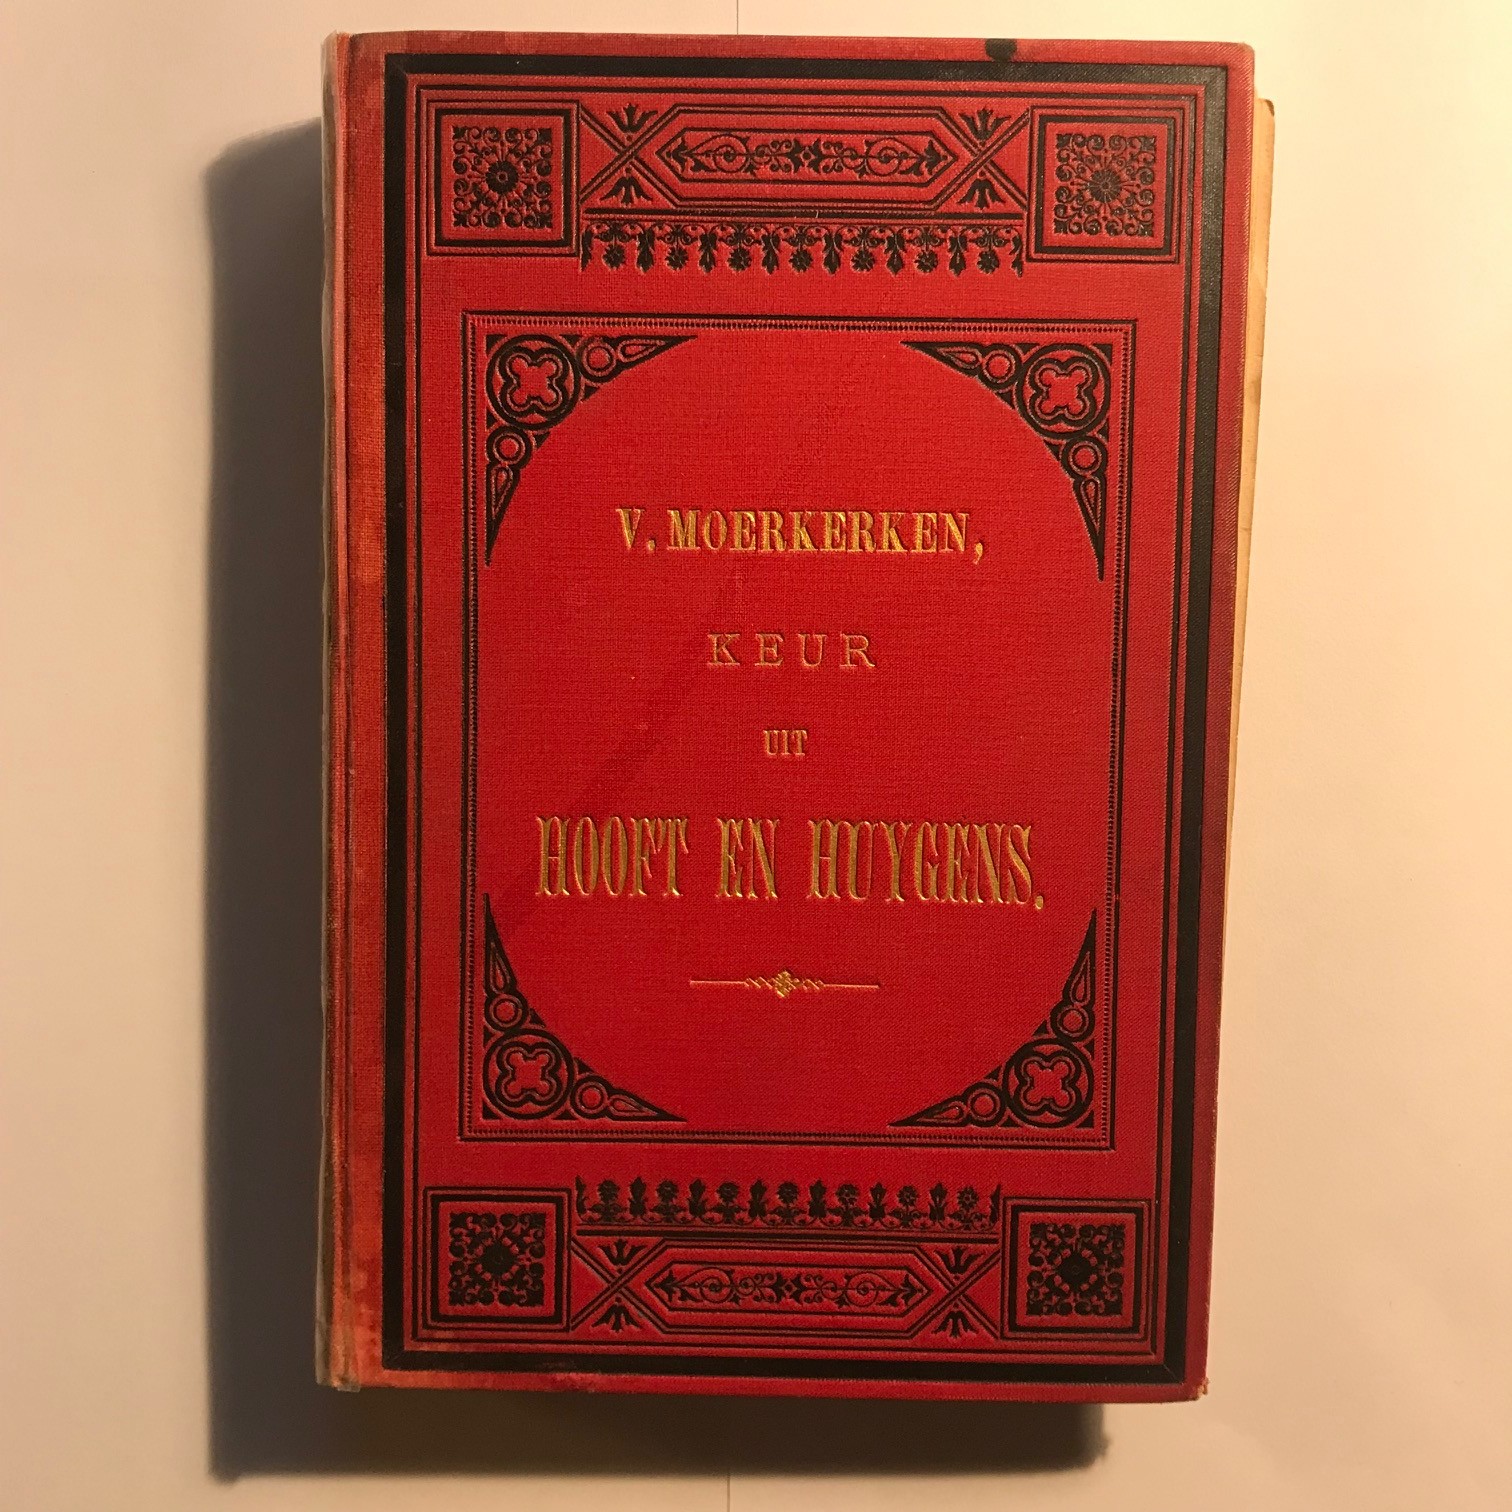 V. MOERKERKEN,
KEUR
UIT
HOOFT EN HUYGENS.